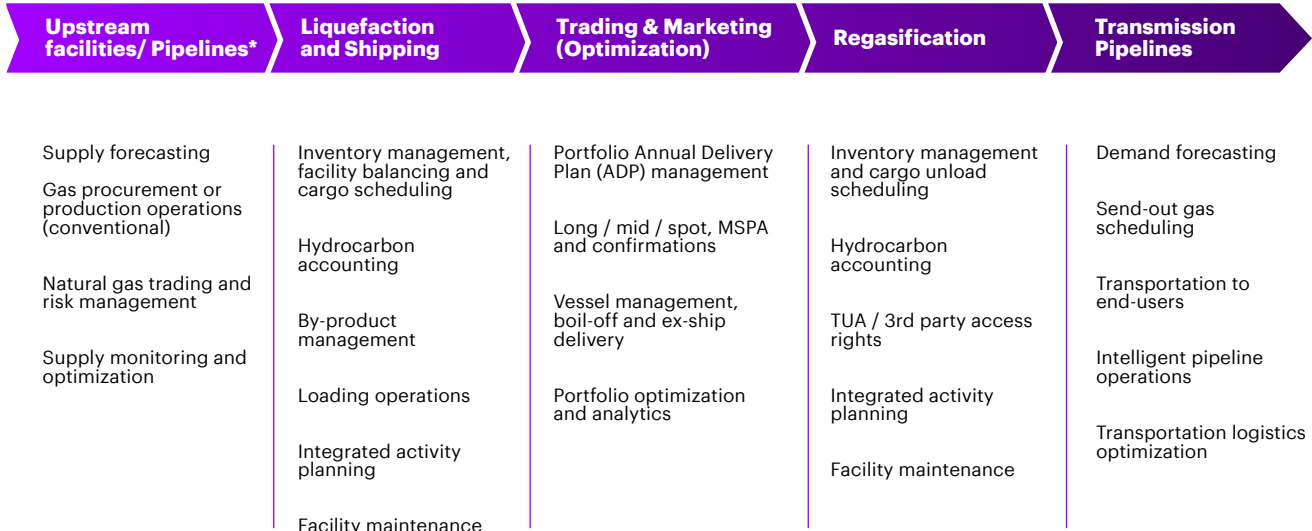 Upstream
facilities/ Pipelines*
Liquefaction
and Shipping
Trading & Marketing
(Optimization)
Regasification
Transmission
Pipelines
Supply forecasting
Gas procurement or
production operations
(conventional)
Natural gas trading and
risk management
Supply monitoring and
optimization
Inventory management,
facility balancing and
cargo scheduling
Hydrocarbon
accounting
By-product
management
Loading operations
Integrated activity
planning
Facility maintenance
Portfolio Annual Delivery
Plan (ADP) management
Long / mid / spot, MSPA
and confirmations
Vessel management,
boil-off and ex-ship
delivery
Portfolio optimization
and analytics
Inventory management
and cargo unload
scheduling
Hydrocarbon
accounting
TUA / 3rd party access
rights
Integrated activity
planning
Facility maintenance
Demand forecasting
Send-out gas
scheduling
Transportation to
end-users
Intelligent pipeline
operations
Transportation logistics
optimization